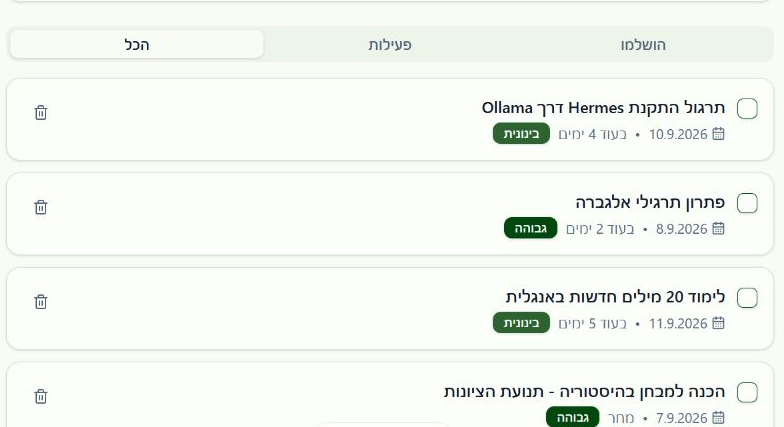 הושלמו
פעילות
הכל
תרגול התקנת Hermes דרך Ollama
10.9.2026 • בעוד 4 ימים בינונית
פתרון תרגילי אלגברה
8.9.2026 • בעוד 2 ימים גבוהה
לימוד 20 מילים חדשות באנגלית
11.9.2026 • בעוד 5 ימים בינונית
הכנה למבחן בהיסטוריה - תנועת הציונות
7.9.2026 • מחר גבוהה